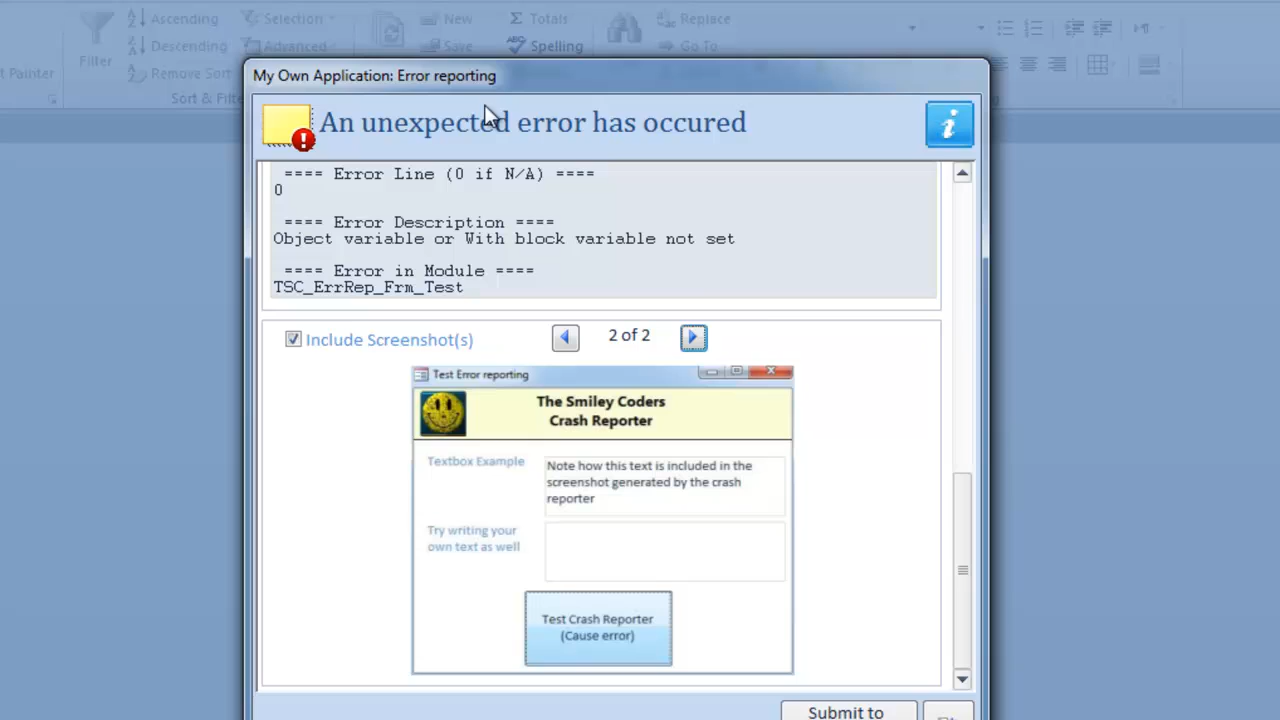 Ascending
Selection
New
Totals
Replace
Descending
Advanced
Save
Spelling
Go To
t Painter
Filter
Remove Sort
Sort & Filte
My Own Application: Error reporting
An unexpected error has occured
==== Error Line (0 if N/A) ====
0
==== Error Description ====
Object variable or With block variable not set
==== Error in Module ====
TSC_ErrRep_Frm_Test
Include Screenshot(s)
2 of 2
Test Error reporting
The Smiley Coders
Crash Reporter
Textbox Example
Note how this text is included in the
screenshot generated by the crash
reporter
Try writing your
own text as well
Test Crash Reporter
(Cause error)
Submit to